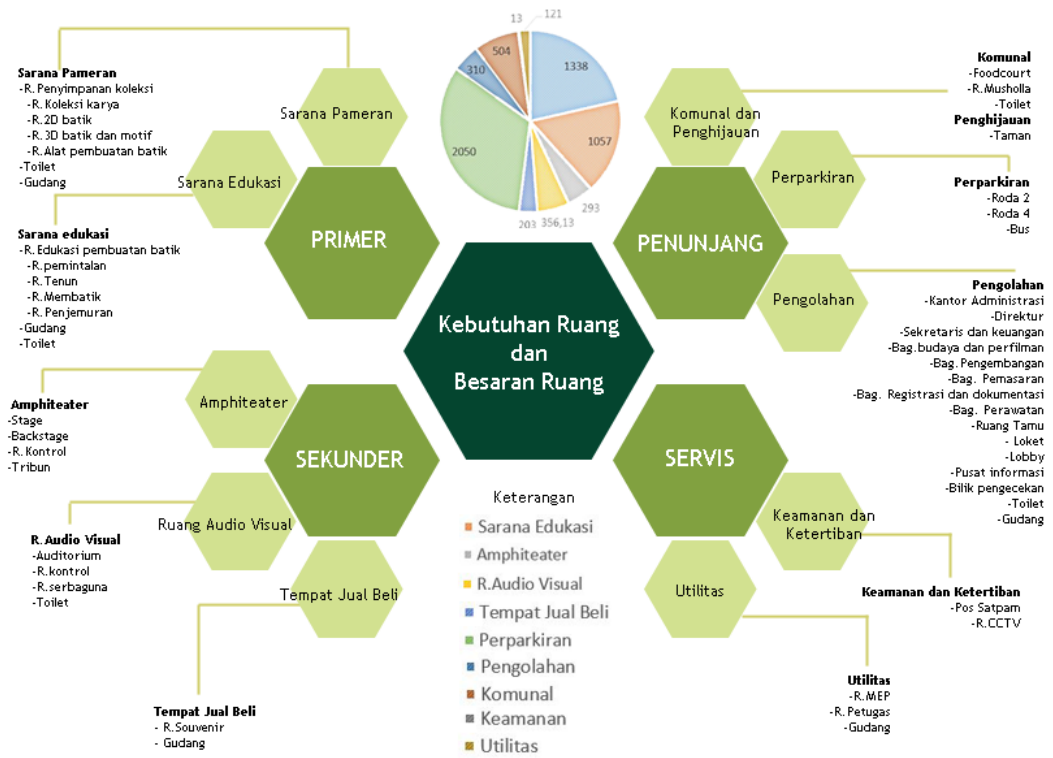 13
121
504
310
1338
2050
1057
203
356,13
293
Sarana Pameran
-R.Penyimpanan koleksi
-R.Koleksi karya
-R.2D batik
-R.3D batik dan motif
-R.Alat pembuatan batik
-Toilet
-Gudang
Sarana Pameran
Sarana Edukasi
PRIMER
Sarana edukasi
-R.Edukasi pembuatan batik
-R.pemintalan
-R.Tenun
-R.Membatik
-R.Penjemuran
-Gudang
-Toilet
Komunal dan
Penghijauan
Perparkiran
PENUNJANG
Pengolahan
Komunal
-Foodcourt
-R.Musholla
-Toilet
Penghijauan
-Taman
Perparkiran
-Roda 2
-Roda 4
-Bus
Pengolahan
-Kantor Administrasi
-Direktur
-Sekretaris dan keuangan
-Bag.budaya dan perfilman
-Bag.Pengembangan
-Bag. Pemasaran
-Bag. Registrasi dan dokumentasi
-Bag. Perawatan
-Ruang Tamu
- Loket
-Lobby
-Pusat informasi
-Bilik pengecekan
-Toilet
-Gudang
Kebutuhan Ruang
dan
Besaran Ruang
Amphiteater
-Stage
-Backstage
-R.Kontrol
-Tribun
Amphiteater
SEKUNDER
Ruang Audio Visual
Tempat Jual Beli
R.Audio Visual
-Auditorium
-R.kontrol
-R.serbaguna
-Toilet
Tempat Jual Beli
- R.Souvenir
- Gudang
SERVIS
Keamanan dan
Ketertiban
Utilitas
Keamanan dan Ketertiban
-Pos Satpam
-R.CCTV
Utilitas
-R.MEP
-R.Petugas
-Gudang
Keterangan
Sarana Edukasi
Amphiteater
R.Audio Visual
Tempat Jual Beli
Perparkiran
Pengolahan
Komunal
Keamanan
Utilitas